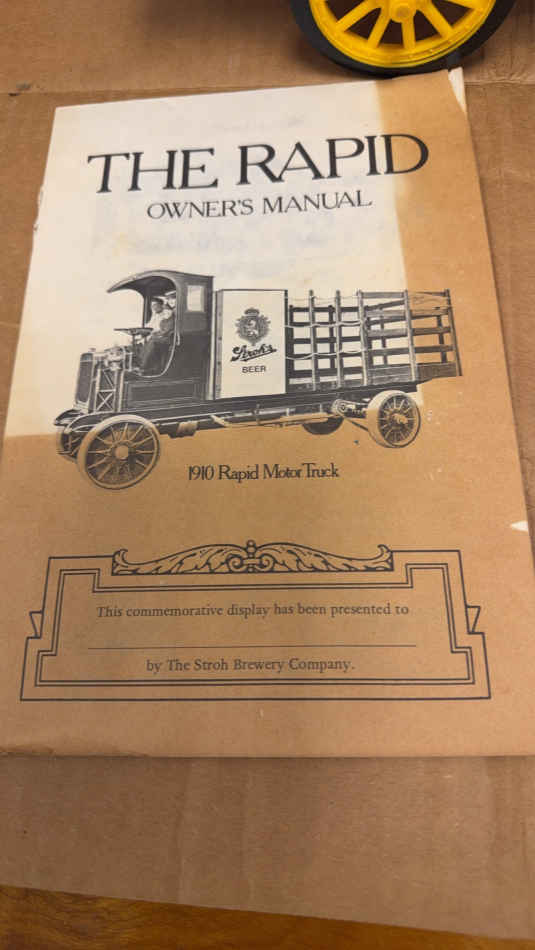 THE RAPID
OWNER'S MANUAL
Stroh's
BEER
1910 Rapid Motor Truck
This commemorative display has been presented to
by The Stroh Brewery Company.